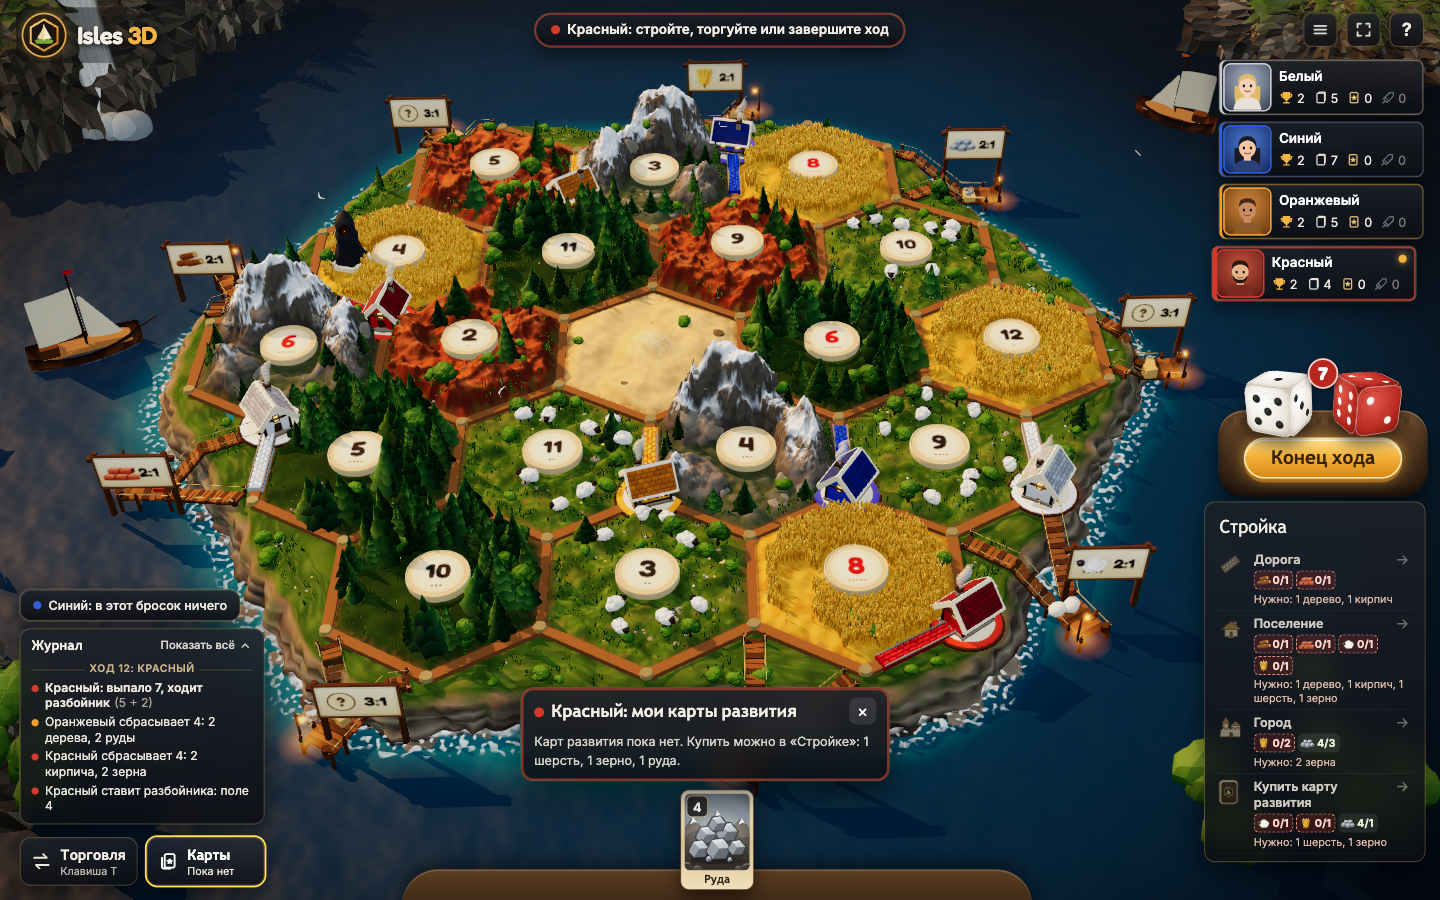 Isles 3D
Красный: стройте, торгуйте или завершите ход
?
Белый
2 5 0 0
Синий
2 7 0 0
Оранжевый
2 5 0 0
Красный
2 4 0 0
2:1
? 3:1
2:1
5
3
8
4
11
9
10
2:1
? 3:1
6
2
6
12
5
11
4
9
2:1
10
3
8
2:1
? 3:1
7
Конец хода
Стройка
Дорога
0/1 0/1
Нужно: 1 дерево, 1 кирпич
Поселение
0/1 0/1 0/1
0/1
Нужно: 1 дерево, 1 кирпич, 1
шерсть, 1 зерно
Город
0/2 4/3
Нужно: 2 зерна
Купить карту
развития
0/1 0/1 4/1
Нужно: 1 шерсть, 1 зерно
Синий: в этот бросок ничего
Журнал Показать всё
ХОД 12: КРАСНЫЙ
Красный: выпало 7, ходит
разбойник (5 + 2)
Оранжевый сбрасывает 4: 2
дерева, 2 руды
Красный сбрасывает 4: 2
кирпича, 2 зерна
Красный ставит разбойника: поле
4
Торговля
Клавиша T
Карты
Пока нет
Красный: мои карты развития
Карт развития пока нет. Купить можно в «Стройке»: 1
шерсть, 1 зерно, 1 руда.
4
Руда